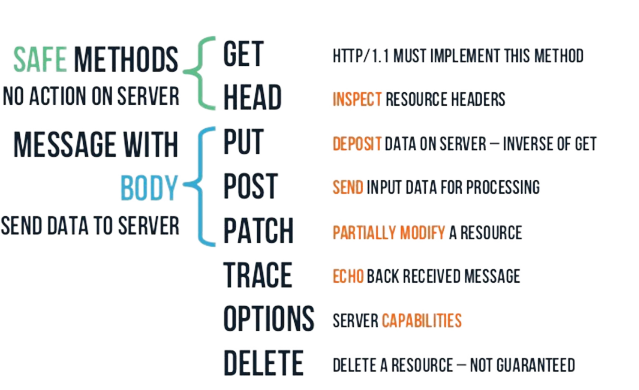 SAFE METHODS
NO ACTION ON SERVER
GET HTTP/1.1 MUST IMPLEMENT THIS METHOD
HEAD INSPECT RESOURCE HEADERS
MESSAGE WITH
BODY
SEND DATA TO SERVER
PUT DEPOSIT DATA ON SERVER – INVERSE OF GET
POST SEND INPUT DATA FOR PROCESSING
PATCH PARTIALLY MODIFY A RESOURCE
TRACE ECHO BACK RECEIVED MESSAGE
OPTIONS SERVER CAPABILITIES
DELETE DELETE A RESOURCE – NOT GUARANTEED